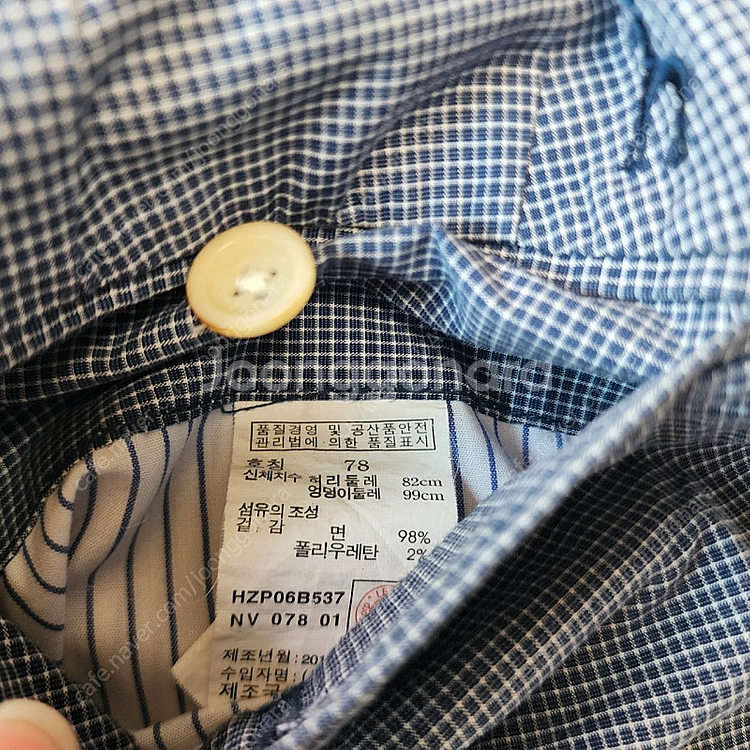 Joonggonara
품질경영 및 공산품안전
관리법에 의한 품질표시
호칭 78
신체치수 허리둘레 82cm
엉덩이둘레 99cm
섬유의 조성
겉 감 면 98%
폴리우레탄 2%
HZP06B537
NV 078 01
제조년월:201
수입자명:(
제조국